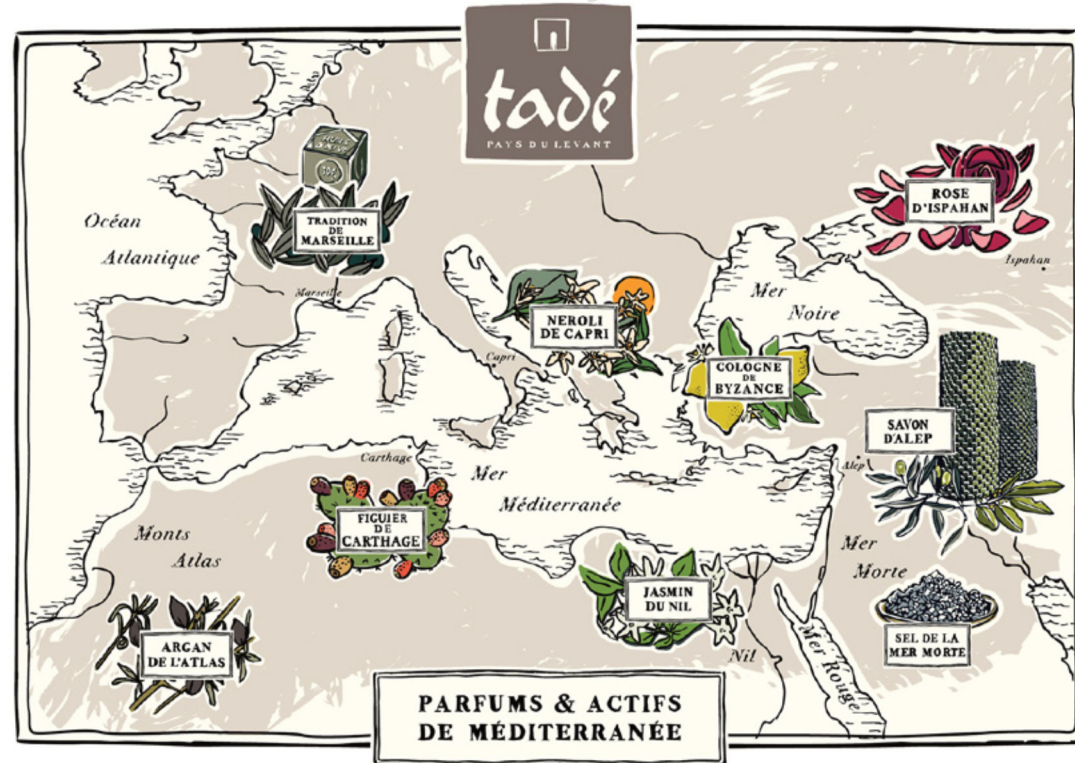 tadé
PAYS DU LEVANT
TRADITION
DE
MARSEILLE
ROSE
D'ISPAHAN
Océan
Atlantique
Ispahan
Marseille
Mer
Noire
NEROLI
DE CAPRI
Capri
COLOGNE
DE
BYZANCE
SAVON
D'ALEP
Alep
Carthage
Mer
Méditerranée
FIGUIER
DE
CARTHAGE
Monts
Atlas
Mer
Morte
JASMIN
DU NIL
ARGAN
DE L'ATLAS
SEL DE LA
MER MORTE
Nil
Mer Rouge
PARFUMS & ACTIFS
DE MÉDITERRANÉE